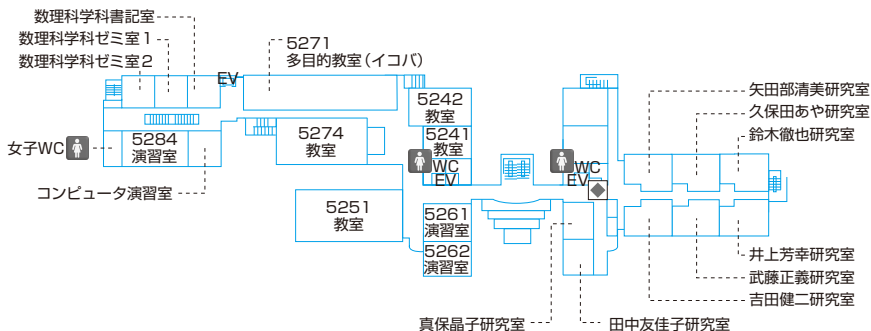 数理科学科書記室
数理科学科ゼミ室1
数理科学科ゼミ室2
EV
5271
多目的教室(イコバ)
5242
教室
5241
教室
女子WC
5284
演習室
5274
教室
WC
EV
WC
EV
コンピュータ演習室
5251
教室
5261
演習室
5262
演習室
矢田部清美研究室
久保田あや研究室
鈴木徹也研究室
井上芳幸研究室
武藤正義研究室
吉田健二研究室
真保晶子研究室
田中友佳子研究室